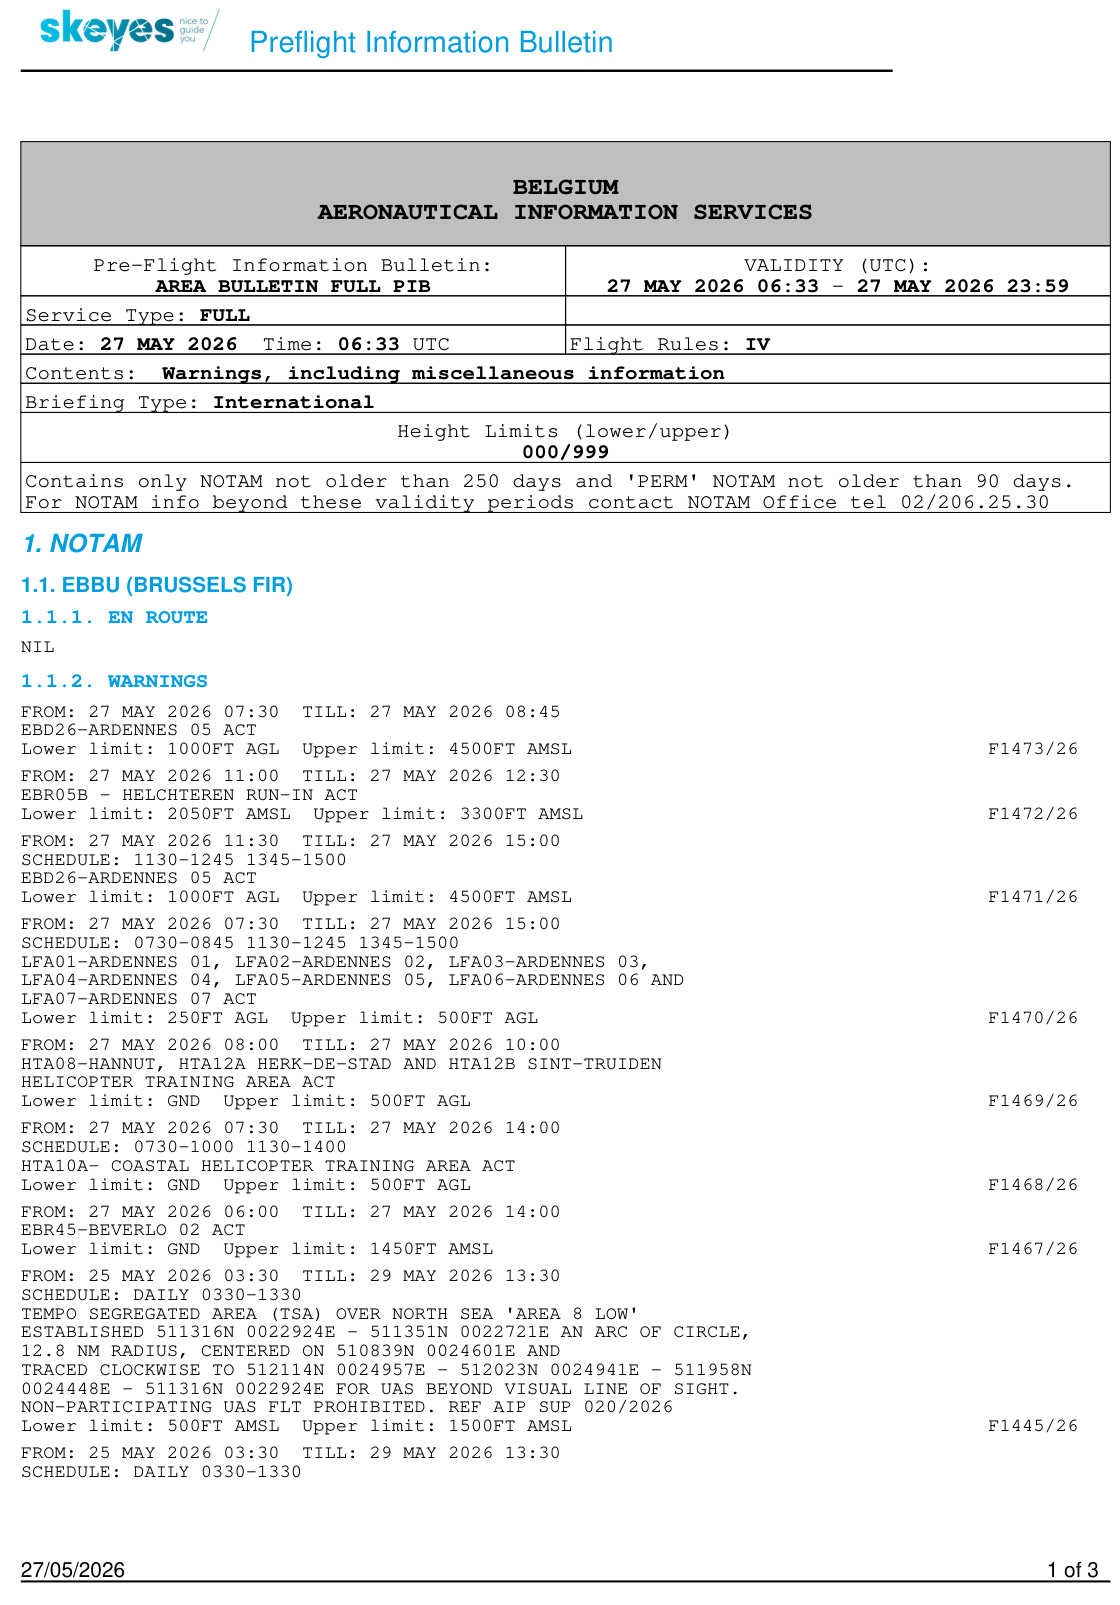 skeyes nice to guide you
Preflight Information Bulletin
BELGIUM
AERONAUTICAL INFORMATION SERVICES
Pre-Flight Information Bulletin:
AREA BULLETIN FULL PIB
VALIDITY (UTC):
27 MAY 2026 06:33 - 27 MAY 2026 23:59
Service Type: FULL
Date: 27 MAY 2026  Time: 06:33 UTC
Flight Rules: IV
Contents:  Warnings, including miscellaneous information
Briefing Type: International
Height Limits (lower/upper)
000/999
Contains only NOTAM not older than 250 days and 'PERM' NOTAM not older than 90 days.
For NOTAM info beyond these validity periods contact NOTAM Office tel 02/206.25.30
1. NOTAM
1.1. EBBU (BRUSSELS FIR)
1.1.1. EN ROUTE
NIL
1.1.2. WARNINGS
FROM: 27 MAY 2026 07:30  TILL: 27 MAY 2026 08:45
EBD26-ARDENNES 05 ACT
Lower limit: 1000FT AGL  Upper limit: 4500FT AMSL F1473/26
FROM: 27 MAY 2026 11:00  TILL: 27 MAY 2026 12:30
EBR05B - HELCHTEREN RUN-IN ACT
Lower limit: 2050FT AMSL  Upper limit: 3300FT AMSL F1472/26
FROM: 27 MAY 2026 11:30  TILL: 27 MAY 2026 15:00
SCHEDULE: 1130-1245 1345-1500
EBD26-ARDENNES 05 ACT
Lower limit: 1000FT AGL  Upper limit: 4500FT AMSL F1471/26
FROM: 27 MAY 2026 07:30  TILL: 27 MAY 2026 15:00
SCHEDULE: 0730-0845 1130-1245 1345-1500
LFA01-ARDENNES 01, LFA02-ARDENNES 02, LFA03-ARDENNES 03,
LFA04-ARDENNES 04, LFA05-ARDENNES 05, LFA06-ARDENNES 06 AND
LFA07-ARDENNES 07 ACT
Lower limit: 250FT AGL  Upper limit: 500FT AGL F1470/26
FROM: 27 MAY 2026 08:00  TILL: 27 MAY 2026 10:00
HTA08-HANNUT, HTA12A HERK-DE-STAD AND HTA12B SINT-TRUIDEN
HELICOPTER TRAINING AREA ACT
Lower limit: GND  Upper limit: 500FT AGL F1469/26
FROM: 27 MAY 2026 07:30  TILL: 27 MAY 2026 14:00
SCHEDULE: 0730-1000 1130-1400
HTA10A- COASTAL HELICOPTER TRAINING AREA ACT
Lower limit: GND  Upper limit: 500FT AGL F1468/26
FROM: 27 MAY 2026 06:00  TILL: 27 MAY 2026 14:00
EBR45-BEVERLO 02 ACT
Lower limit: GND  Upper limit: 1450FT AMSL F1467/26
FROM: 25 MAY 2026 03:30  TILL: 29 MAY 2026 13:30
SCHEDULE: DAILY 0330-1330
TEMPO SEGREGATED AREA (TSA) OVER NORTH SEA 'AREA 8 LOW'
ESTABLISHED 511316N 0022924E - 511351N 0022721E AN ARC OF CIRCLE,
12.8 NM RADIUS, CENTERED ON 510839N 0024601E AND
TRACED CLOCKWISE TO 512114N 0024957E - 512023N 0024941E - 511958N
0024448E - 511316N 0022924E FOR UAS BEYOND VISUAL LINE OF SIGHT.
NON-PARTICIPATING UAS FLT PROHIBITED. REF AIP SUP 020/2026
Lower limit: 500FT AMSL  Upper limit: 1500FT AMSL F1445/26
FROM: 25 MAY 2026 03:30  TILL: 29 MAY 2026 13:30
SCHEDULE: DAILY 0330-1330
27/05/2026
1 of 3